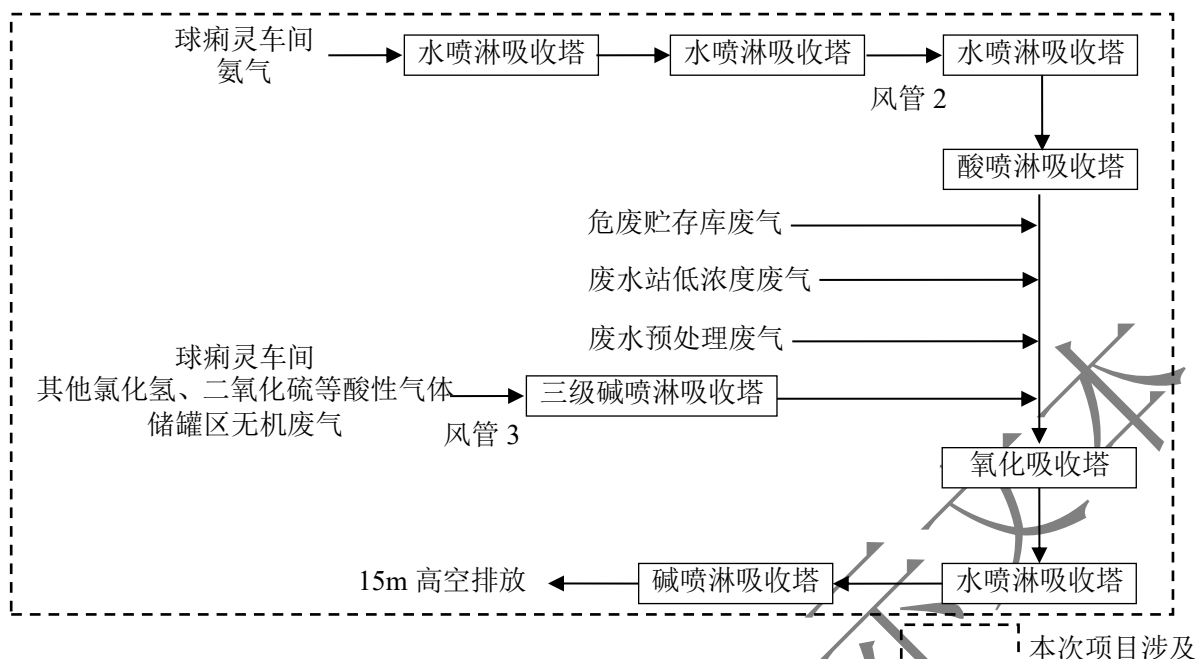 球痢灵车间
氨气
水喷淋吸收塔
水喷淋吸收塔
水喷淋吸收塔
风管 2
酸喷淋吸收塔
危废贮存库废气
废水站低浓度废气
废水预处理废气
球痢灵车间
其他氯化氢、二氧化硫等酸性气体
储罐区无机废气
风管 3
三级碱喷淋吸收塔
氧化吸收塔
15m 高空排放
碱喷淋吸收塔
水喷淋吸收塔
本次项目涉及